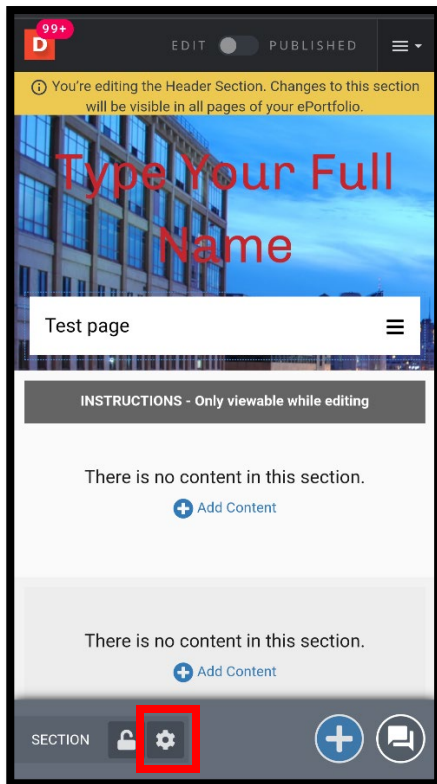 99+
D
EDIT PUBLISHED
You're editing the Header Section. Changes to this section
will be visible in all pages of your ePortfolio.
Type Your Full
Name
Test page
INSTRUCTIONS - Only viewable while editing
There is no content in this section.
Add Content
There is no content in this section.
Add Content
SECTION